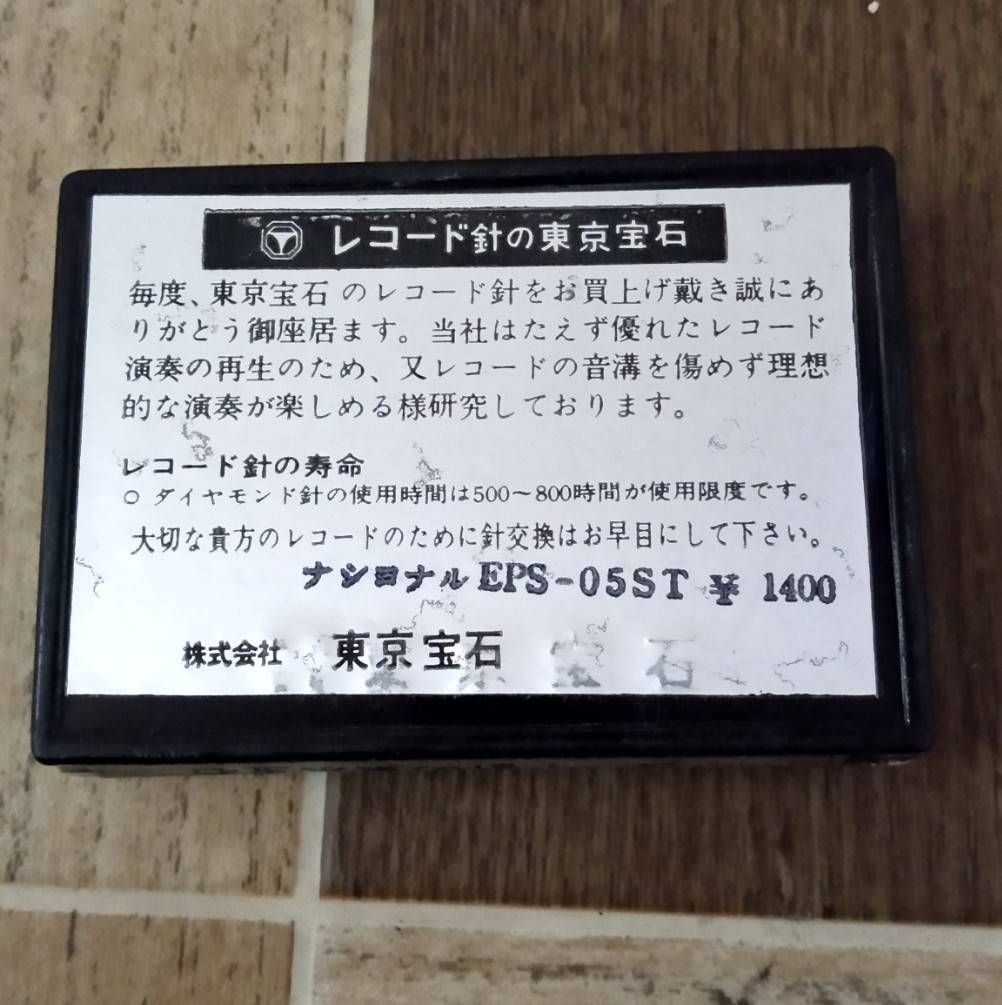 レコード針の東京宝石
毎度、東京宝石のレコード針をお買上げ戴き誠にあ
りがとう御座居ます。当社はたえず優れたレコード
演奏の再生のため、又レコードの音溝を傷めず理想
的な演奏が楽しめる様研究しております。
レコード針の寿命
○ ダイヤモンド針の使用時間は500～800時間が使用限度です。
大切な貴方のレコードのために針交換はお早目にして下さい。
ナショナル EPS-05ST ¥ 1400
株式会社 東京宝石